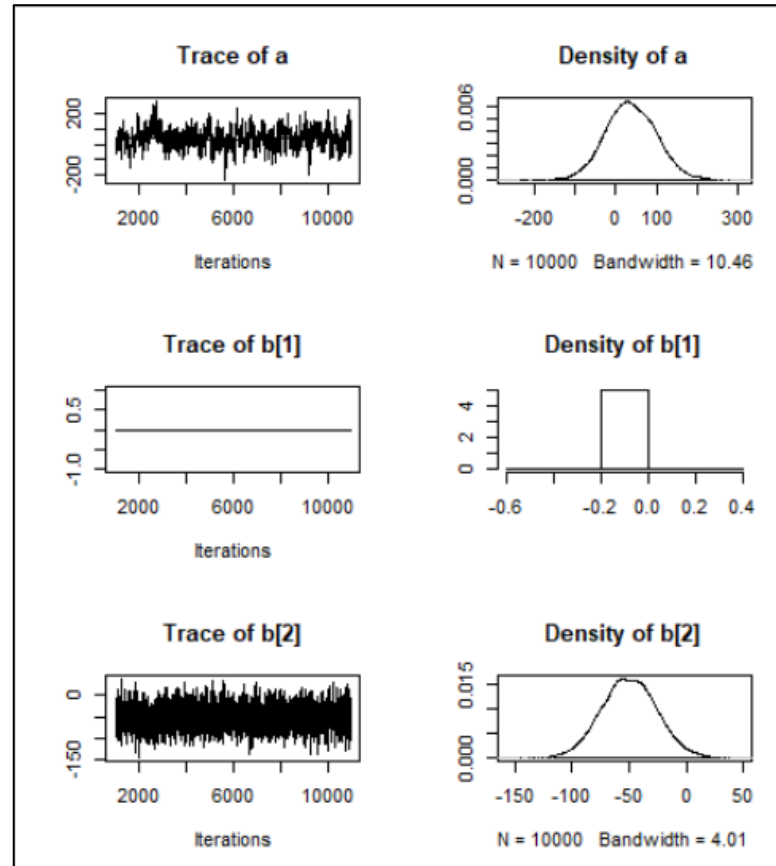 Trace of a
Density of a
200
-200
2000 6000 10000
Iterations
0.006
0.000
-200 0 100 300
N = 10000 Bandwidth = 10.46
Trace of b[1]
Density of b[1]
0.5
-1.0
2000 6000 10000
Iterations
4
2
0
-0.6 -0.2 0.0 0.2 0.4
Trace of b[2]
Density of b[2]
0
-150
2000 6000 10000
Iterations
0.015
0.000
-150 -100 -50 0 50
N = 10000 Bandwidth = 4.01